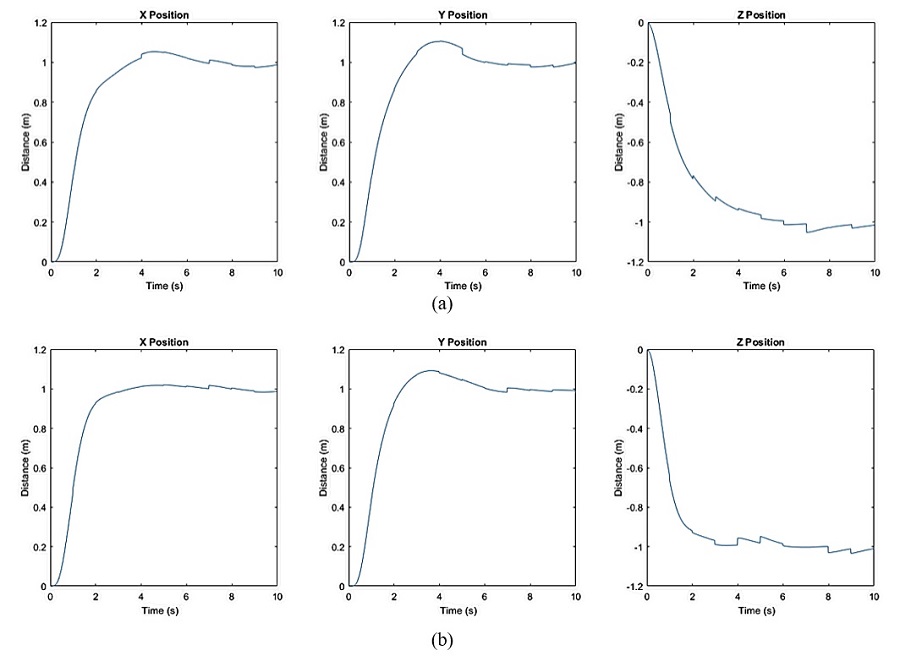 X Position
Y Position
Z Position
1.2
1
0.8
0.6
0.4
0.2
0
Distance (m)
0 2 4 6 8 10
Time (s)
1.2
1
0.8
0.6
0.4
0.2
0
Distance (m)
0 2 4 6 8 10
Time (s)
0
-0.2
-0.4
-0.6
-0.8
-1
-1.2
Distance (m)
0 2 4 6 8 10
Time (s)
(a)
X Position
Y Position
Z Position
1.2
1
0.8
0.6
0.4
0.2
0
Distance (m)
0 2 4 6 8 10
Time (s)
1.2
1
0.8
0.6
0.4
0.2
0
Distance (m)
0 2 4 6 8 10
Time (s)
0
-0.2
-0.4
-0.6
-0.8
-1
-1.2
Distance (m)
0 2 4 6 8 10
Time (s)
(b)